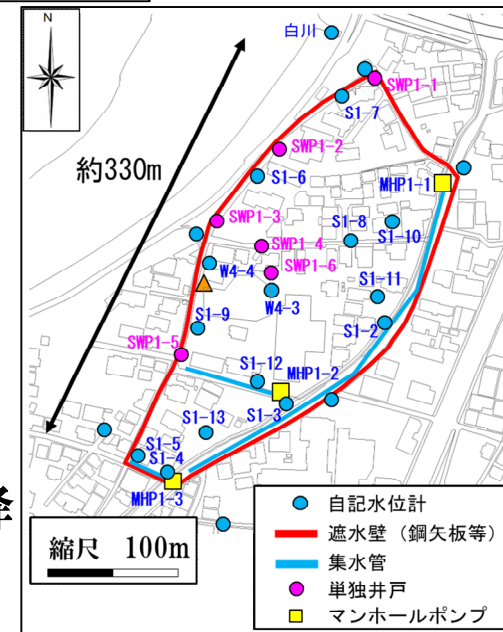 N
白川
約330m
SWP1-1
S1-7
SWP1-2
S1-6
MHP1-1
SWP1-3
S1-8
S1-10
SWP1-4
W4-4
SWP1-6
W4-3
S1-11
S1-9
S1-2
SWP1-5
S1-12
MHP1-2
S1-3
S1-13
S1-5
S1-4
MHP1-3
自記水位計
遮水壁（鋼矢板等）
集水管
単独井戸
マンホールポンプ
縮尺 100m